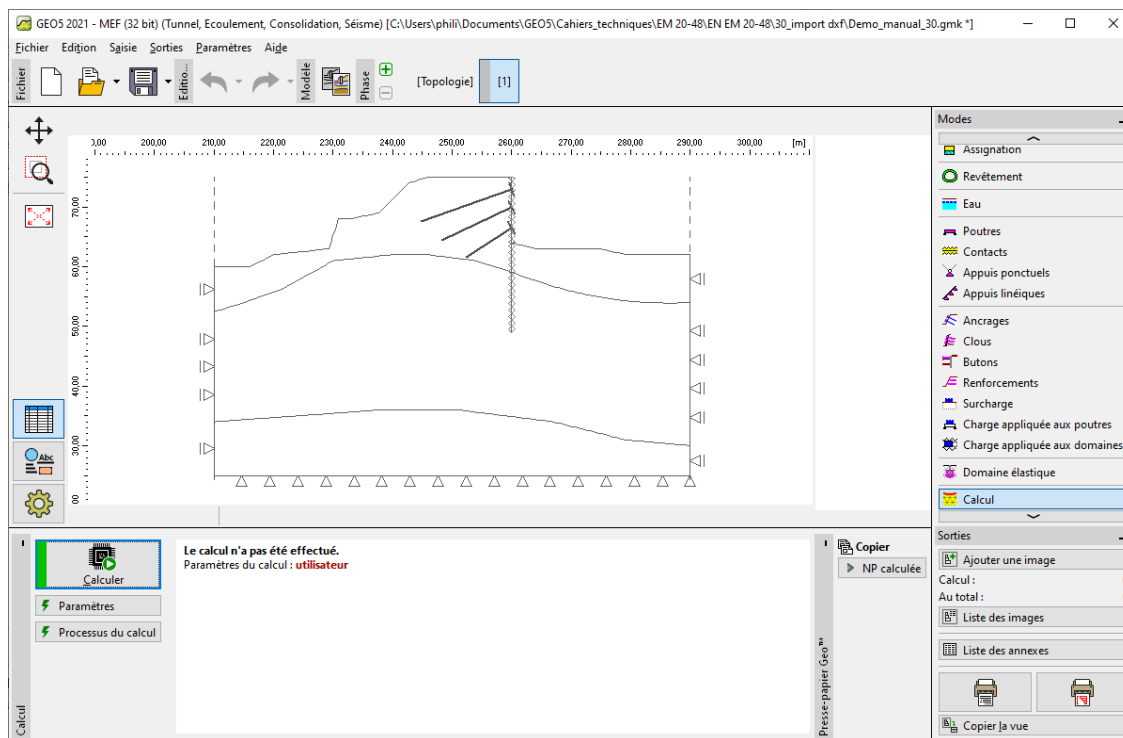 GEO5 2021 - MEF (32 bit) (Tunnel, Ecoulement, Consolidation, Séisme) [C:\Users\phili\Documents\GEO5\Cahiers_techniques\EM 20-48\EN EM 20-48\30_import dxf\Demo_manual_30.gmk *]
Fichier Edition Saisie Sorties Paramètres Aide
Fichier
Editio...
Modèle
Phase
[Topologie] [1]
0,00 200,00 210,00 220,00 230,00 240,00 250,00 260,00 270,00 280,00 290,00 300,00 [m]
70,00
60,00
50,00
40,00
30,00
00
Abc
Modes
Assignation
Revêtement
Eau
Poutres
Contacts
Appuis ponctuels
Appuis linéiques
Ancrages
Clous
Butons
Renforcements
Surcharge
Charge appliquée aux poutres
Charge appliquée aux domaines
Domaine élastique
Calcul
Sorties
Ajouter une image
Calcul :
Au total :
Liste des images
Liste des annexes
Copier la vue
Calcul
Calculer
Paramètres
Processus du calcul
Le calcul n'a pas été effectué.
Paramètres du calcul : utilisateur
Presse-papier Geo™
Copier
NP calculée